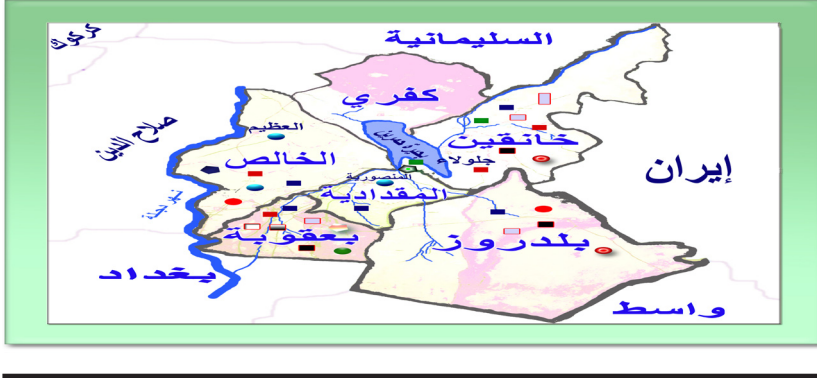 كركوك
السليمانية
كفري
صلاح الدين
العظيم
خانقين
الخالص
جلولاء
إيران
المنصورية
المقدادية
بعقوبة
بلدروز
بغداد
واسط